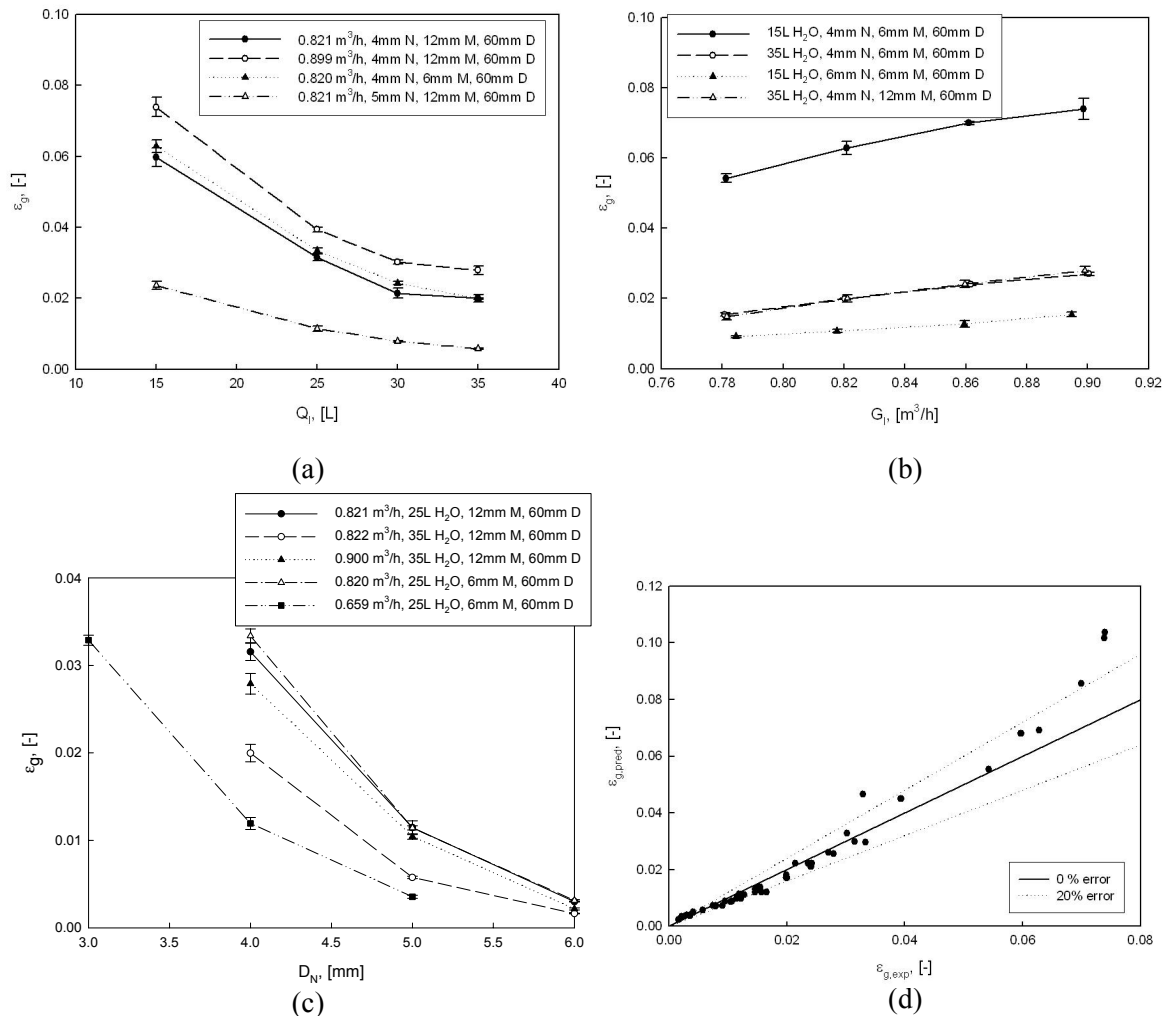 0.821 m³/h, 4mm N, 12mm M, 60mm D
0.899 m³/h, 4mm N, 12mm M, 60mm D
0.820 m³/h, 4mm N, 6mm M, 60mm D
0.821 m³/h, 5mm N, 12mm M, 60mm D
0.10
0.08
0.06
0.04
0.02
0.00
εg, [-]
10 15 20 25 30 35 40
Ql, [L]
(a)
15L H₂O, 4mm N, 6mm M, 60mm D
35L H₂O, 4mm N, 6mm M, 60mm D
15L H₂O, 6mm N, 6mm M, 60mm D
35L H₂O, 4mm N, 12mm M, 60mm D
0.10
0.08
0.06
0.04
0.02
0.00
εg, [-]
0.76 0.78 0.80 0.82 0.84 0.86 0.88 0.90 0.92
Gl, [m³/h]
(b)
0.821 m³/h, 25L H₂O, 12mm M, 60mm D
0.822 m³/h, 35L H₂O, 12mm M, 60mm D
0.900 m³/h, 35L H₂O, 12mm M, 60mm D
0.820 m³/h, 25L H₂O, 6mm M, 60mm D
0.659 m³/h, 25L H₂O, 6mm M, 60mm D
0.04
0.03
0.02
0.01
0.00
εg, [-]
3.0 3.5 4.0 4.5 5.0 5.5 6.0
DN, [mm]
(c)
0.12
0.10
0.08
0.06
0.04
0.02
0.00
εg,pred, [-]
0 % error
20% error
0.00 0.02 0.04 0.06 0.08
εg,exp, [-]
(d)